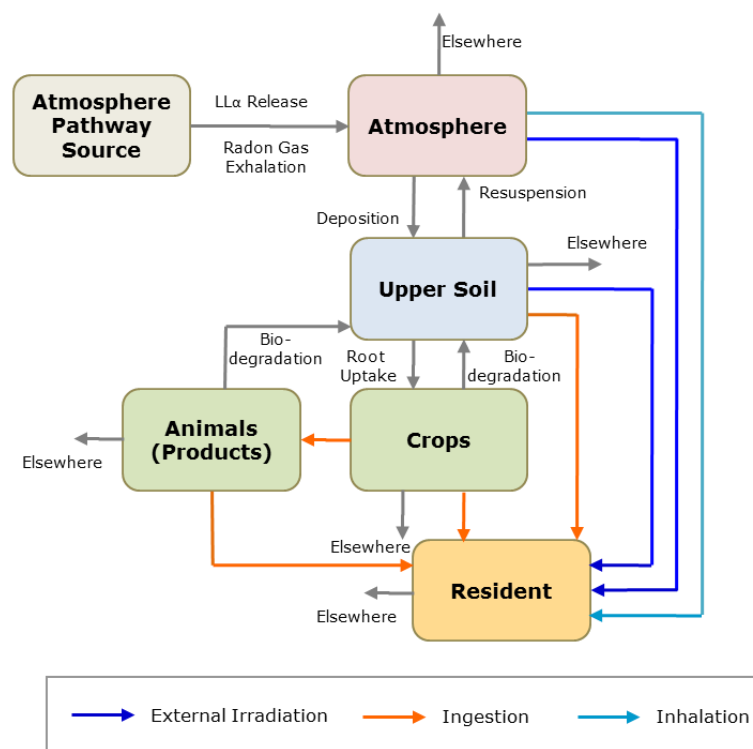 Elsewhere
Atmosphere
Pathway
Source
LLα Release
Radon Gas
Exhalation
Atmosphere
Deposition
Resuspension
Elsewhere
Upper Soil
Bio-
degradation
Root
Uptake
Bio-
degradation
Animals
(Products)
Crops
Elsewhere
Elsewhere
Resident
Elsewhere
External Irradiation
Ingestion
Inhalation